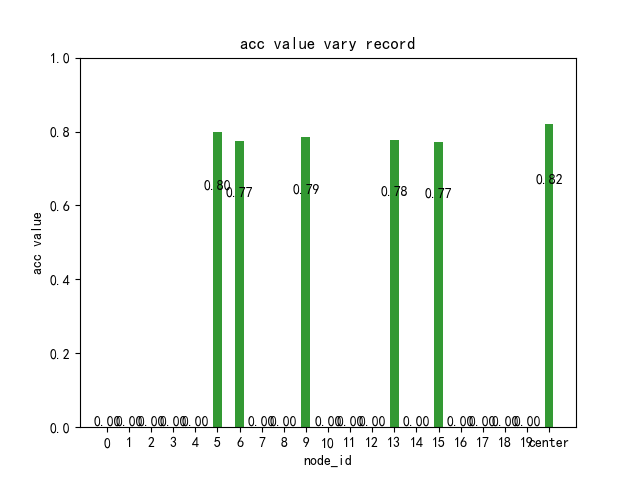 acc value vary record
acc value
1.0
0.8
0.6
0.4
0.2
0.0
0.00 0.00 0.00 0.00 0.00 0.80 0.77 0.00 0.00 0.79 0.00 0.00 0.00 0.78 0.00 0.77 0.00 0.00 0.00 0.00 0.82
0 1 2 3 4 5 6 7 8 9 10 11 12 13 14 15 16 17 18 19 center
node_id